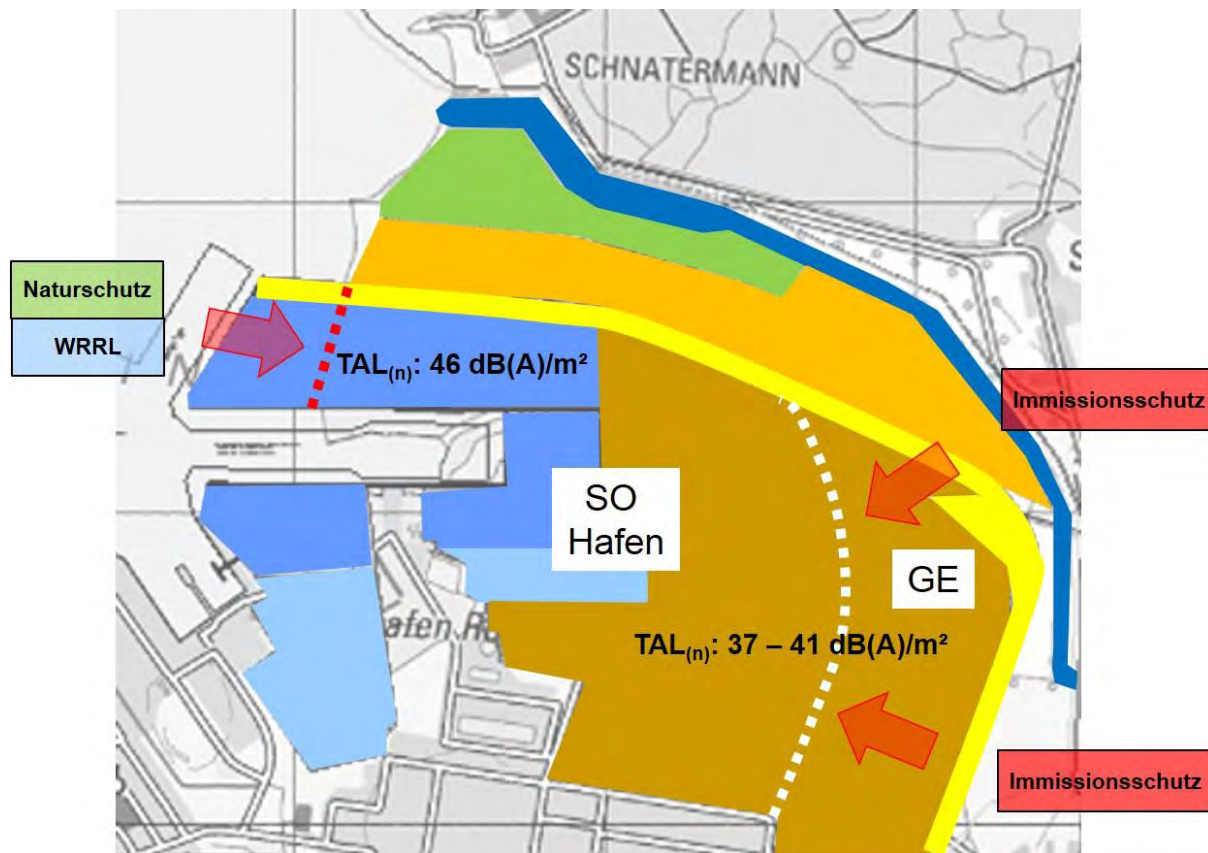 SCHNATERMANN
Naturschutz
WRRL
TAL(n): 46 dB(A)/m²
Immissionsschutz
SO
Hafen
GE
TAL(n): 37 – 41 dB(A)/m²
Immissionsschutz